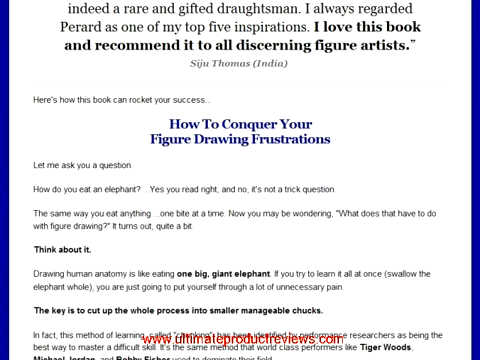 indeed a rare and gifted draughtsman. I always regarded
Perard as one of my top five inspirations. I love this book
and recommend it to all discerning figure artists.”
Siju Thomas (India)
Here's how this book can rocket your success...
How To Conquer Your
Figure Drawing Frustrations
Let me ask you a question
How do you eat an elephant? ...Yes you read right, and no, it's not a trick question.
The same way you eat anything ...one bite at a time. Now you may be wondering, "What does that have to do
with figure drawing?" It turns out, quite a bit
Think about it.
Drawing human anatomy is like eating one big, giant elephant. If you try to learn it all at once (swallow the
elephant whole), you are just going to put yourself through a lot of unnecessary pain.
The key is to cut up the whole process into smaller manageable chucks.
In fact, this method of learning, called "chunking") has been identified by performance researchers as being the
www.ultimateproductreviews.com
best way to master a difficult skill. It's the same method that world class performers like Tiger Woods,
Michael Jordan, and Bobby Fisher used to dominate their field.